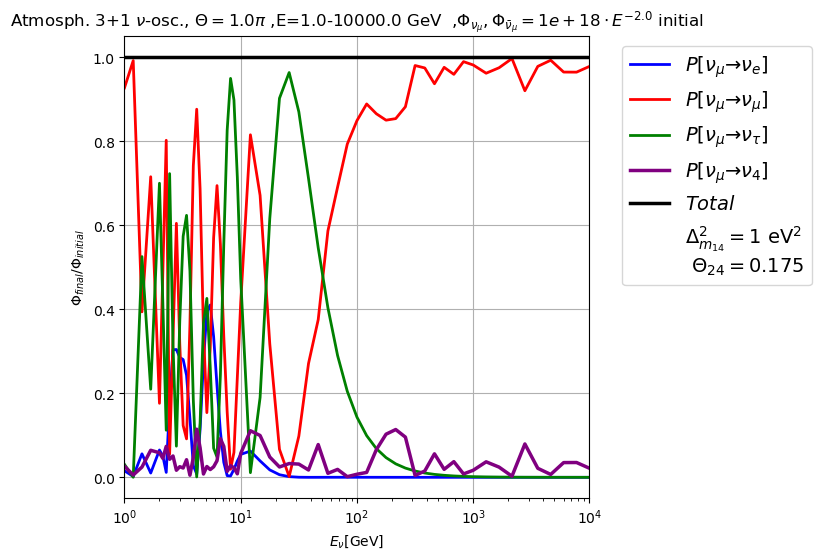 Atmosph. 3+1 ν-osc., Θ = 1.0π ,E=1.0-10000.0 GeV ,Φ_{ν_μ}, Φ_{ν̄_μ} = 1e + 18 · E^{−2.0} initial
1.0
0.8
0.6
0.4
0.2
0.0
Φ_{final}/Φ_{initial}
10^0
10^1
10^2
10^3
10^4
E_ν[GeV]
P[ν_μ→ν_e]
P[ν_μ→ν_μ]
P[ν_μ→ν_τ]
P[ν_μ→ν_4]
Total
Δ^2_{m_{14}} = 1 eV^2
Θ_{24} = 0.175